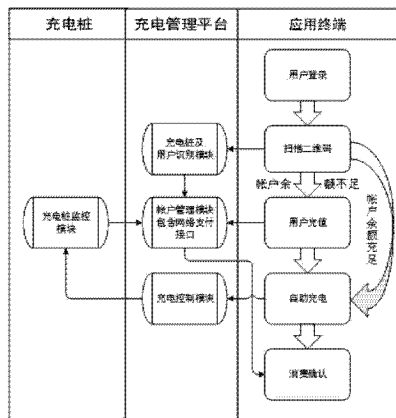 充电桩
充电管理平台
应用终端
用户登录
充电桩及
用户识别模块
扫描二维码
帐户余
额不足
帐户余额充足
充电桩监控
模块
帐户管理模块
包含网络支付
接口
用户充值
充电控制模块
自动充电
消费确认